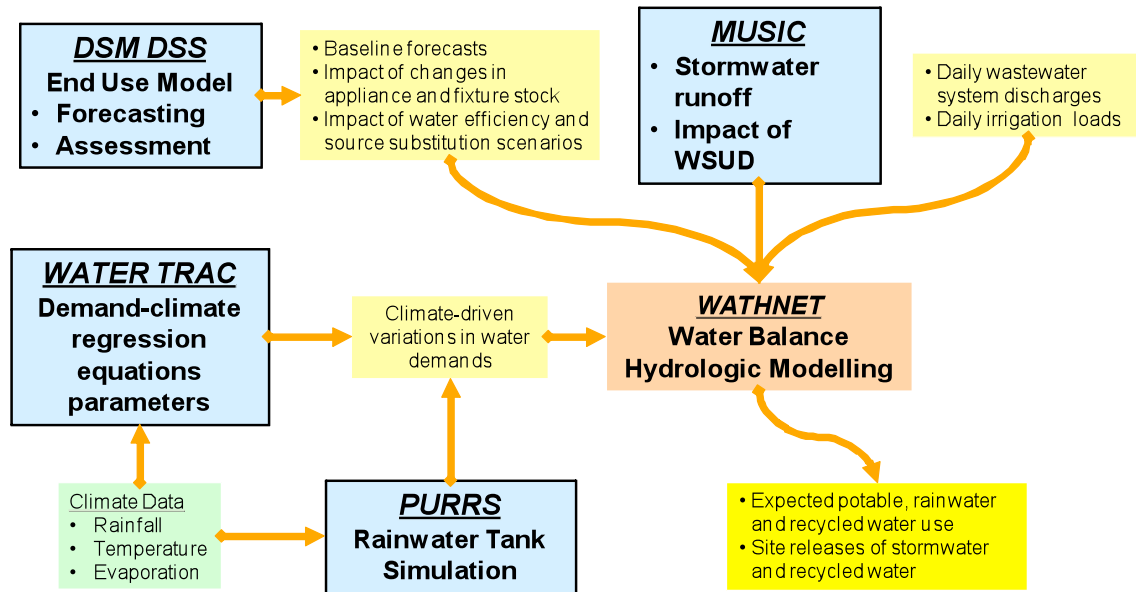 DSM DSS
End Use Model
• Forecasting
• Assessment
• Baseline forecasts
• Impact of changes in
appliance and fixture stock
• Impact of water efficiency and
source substitution scenarios
MUSIC
• Stormwater
runoff
• Impact of
WSUD
• Daily wastewater
system discharges
• Daily irrigation loads
WATER TRAC
Demand-climate
regression
equations
parameters
Climate-driven
variations in water
demands
WATHNET
Water Balance
Hydrologic Modelling
Climate Data
• Rainfall
• Temperature
• Evaporation
PURRS
Rainwater Tank
Simulation
• Expected potable, rainwater
and recycled water use
• Site releases of stormwater
and recycled water